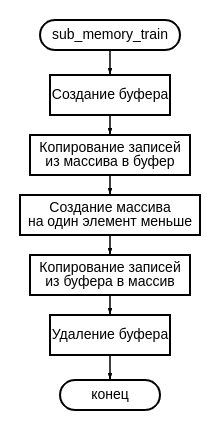 sub_memory_train
Создание буфера
Копирование записей
из массива в буфер
Создание массива
на один элемент меньше
Копирование записей
из буфера в массив
Удаление буфера
конец